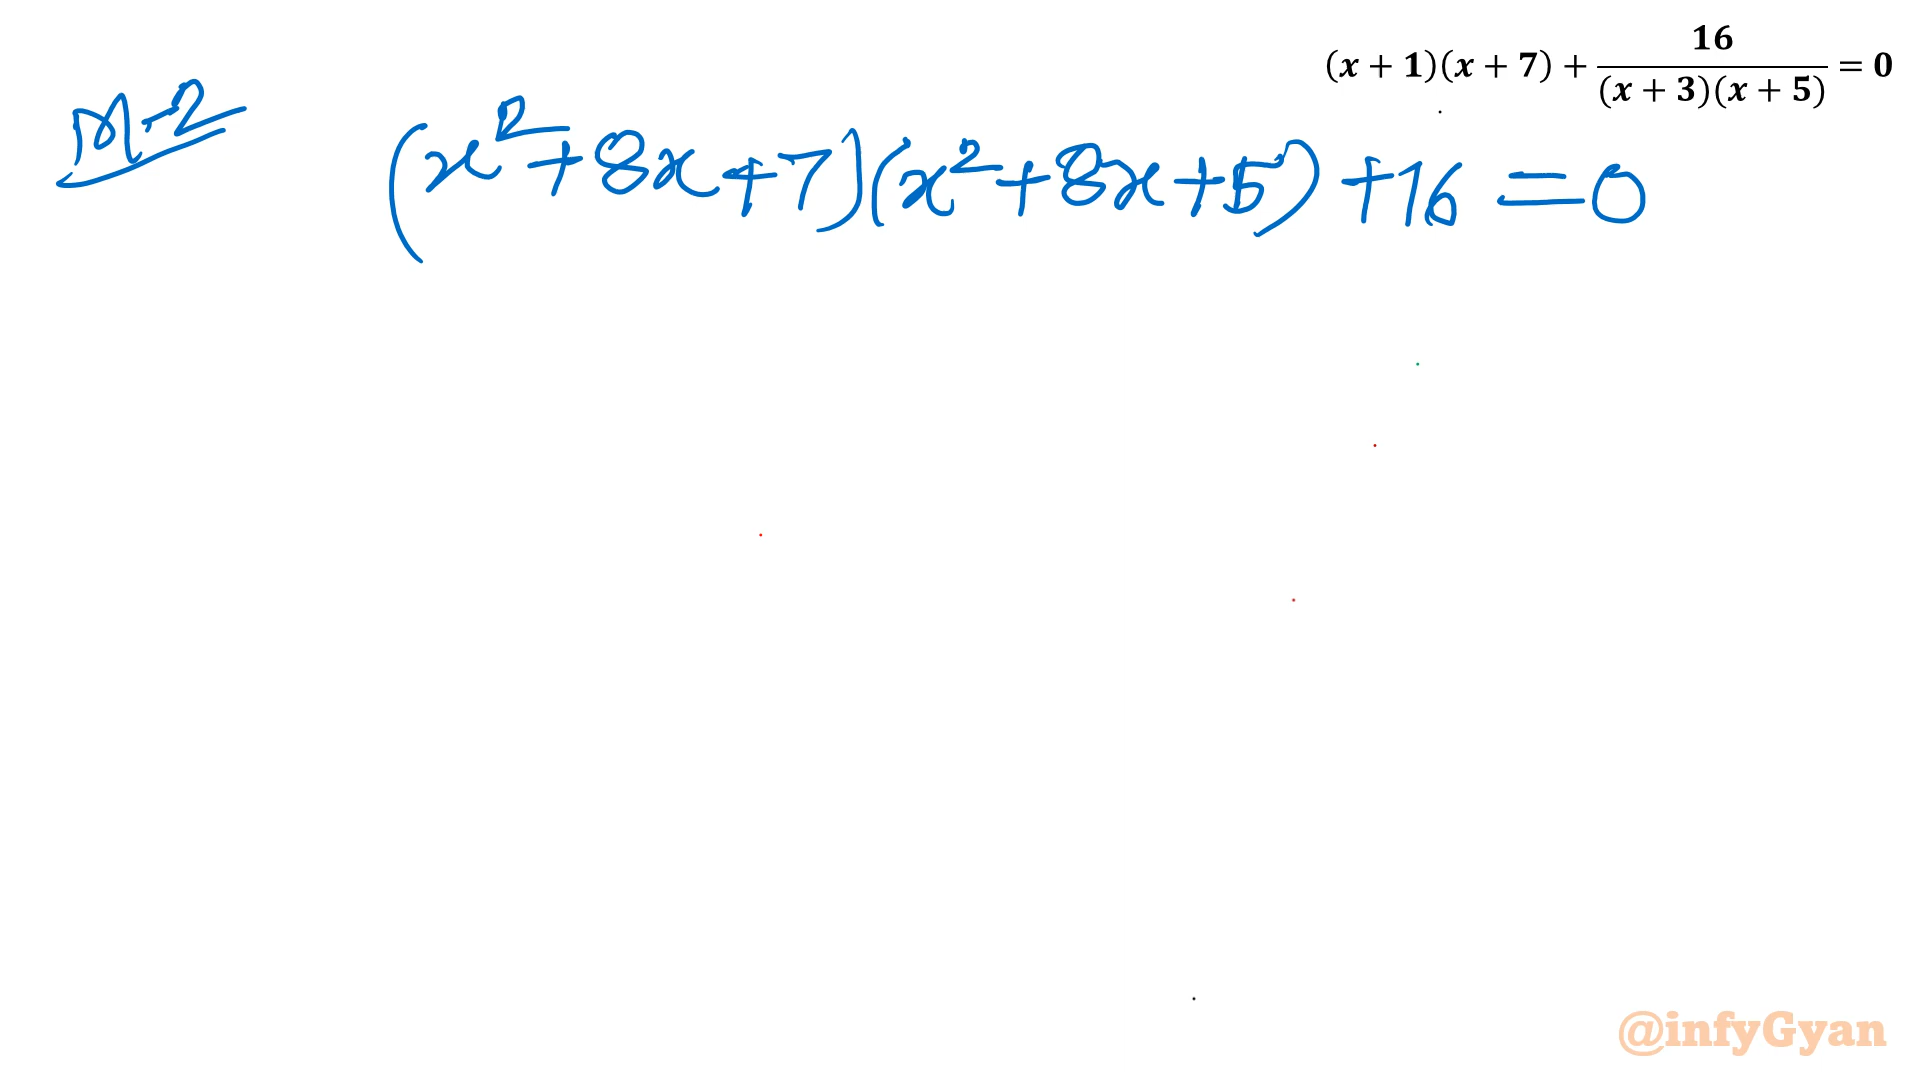 (x + 1)(x + 7) + 16/((x + 3)(x + 5)) = 0
M-2
(x²+8x+7)(x²+8x+5) +16 =0
@infyGyan